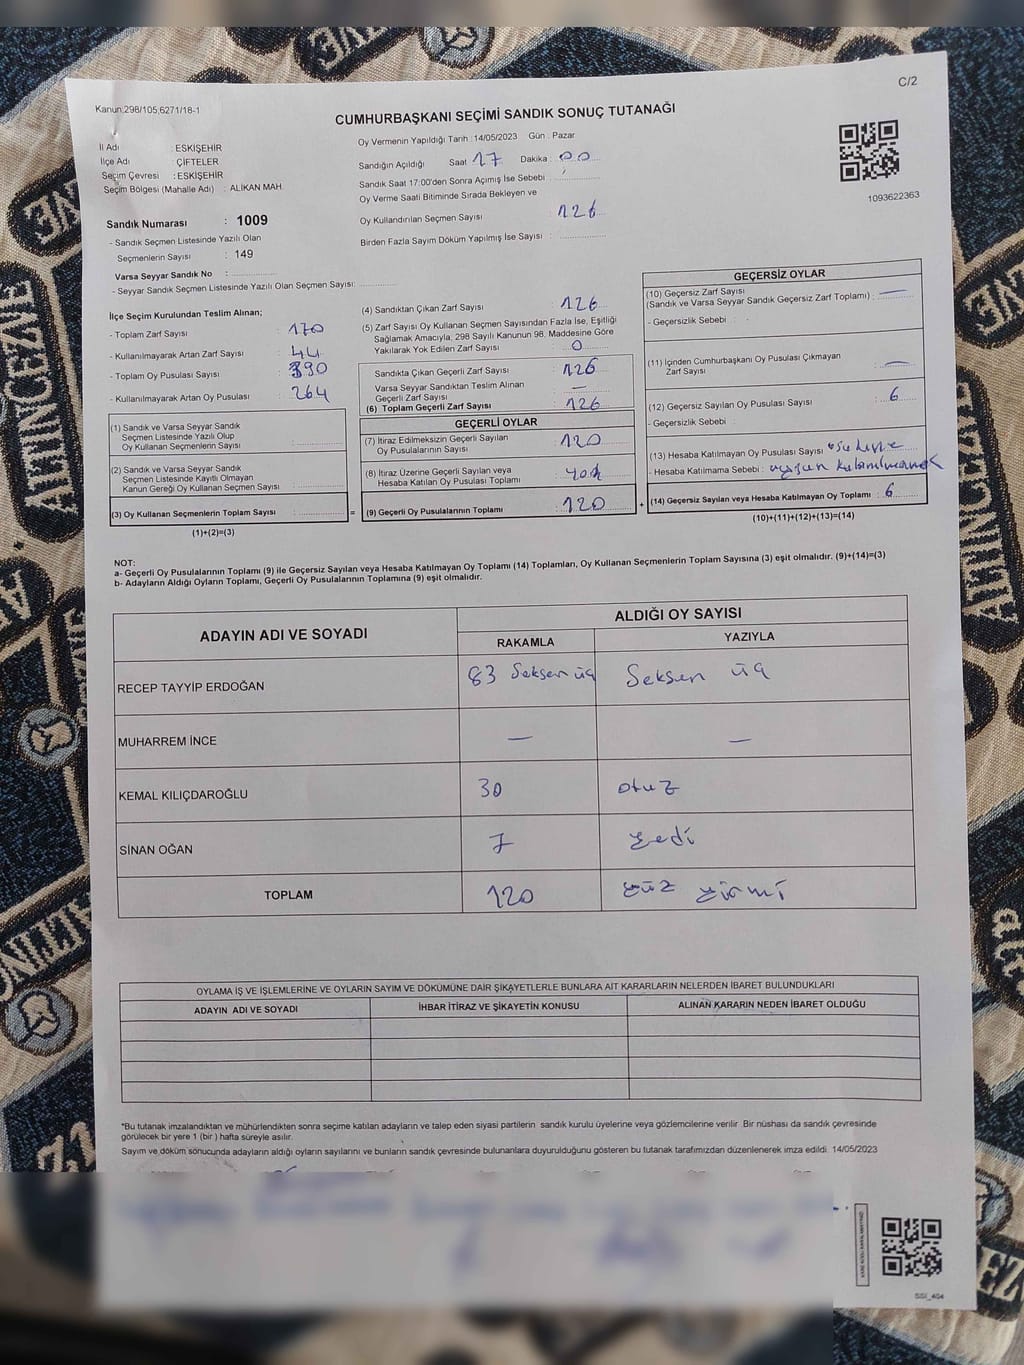 C/2
Kanun:298/105;6271/18-1
CUMHURBAŞKANI SEÇİMİ SANDIK SONUÇ TUTANAĞI
İl Adı : ESKİŞEHİR
İlçe Adı : ÇİFTELER
Seçim Çevresi : ESKİŞEHİR
Seçim Bölgesi (Mahalle Adı) : ALİKAN MAH.
Sandık Numarası : 1009
- Sandık Seçmen Listesinde Yazılı Olan
Seçmenlerin Sayısı : 149
Varsa Seyyar Sandık No :
- Seyyar Sandık Seçmen Listesinde Yazılı Olan Seçmen Sayısı:
Oy Vermenin Yapıldığı Tarih : 14/05/2023 Gün : Pazar
Sandığın Açıldığı Saat 17 Dakika : 00
Sandık Saat 17:00'den Sonra Açımış İse Sebebi :
Oy Verme Saati Bitiminde Sırada Bekleyen ve
Oy Kullandırılan Seçmen Sayısı : 126
Birden Fazla Sayım Döküm Yapılmış İse Sayısı :
1093622363
İlçe Seçim Kurulundan Teslim Alınan;
- Toplam Zarf Sayısı : 170
- Kullanılmayarak Artan Zarf Sayısı : 44
- Toplam Oy Pusulası Sayısı : 390
- Kullanılmayarak Artan Oy Pusulası : 264
(1) Sandık ve Varsa Seyyar Sandık
Seçmen Listesinde Yazılı Olup
Oy Kullanan Seçmenlerin Sayısı :
(2) Sandık ve Varsa Seyyar Sandık
Seçmen Listesinde Kayıtlı Olmayan
Kanun Gereği Oy Kullanan Seçmen Sayısı :
(3) Oy Kullanan Seçmenlerin Toplam Sayısı : =
(1)+(2)=(3)
(4) Sandıktan Çıkan Zarf Sayısı : 126
(5) Zarf Sayısı Oy Kullanan Seçmen Sayısından Fazla İse, Eşitliği
Sağlamak Amacıyla; 298 Sayılı Kanunun 98. Maddesine Göre
Yakılarak Yok Edilen Zarf Sayısı : 0
Sandıkta Çıkan Geçerli Zarf Sayısı : 126
Varsa Seyyar Sandıktan Teslim Alınan
Geçerli Zarf Sayısı : —
(6) Toplam Geçerli Zarf Sayısı : 126
GEÇERLİ OYLAR
(7) İtiraz Edilmeksizin Geçerli Sayılan
Oy Pusulasının Sayısı : 120
(8) İtiraz Üzerine Geçerli Sayılan veya
Hesaba Katılan Oy Pusulası Toplamı : yok
(9) Geçerli Oy Pusulalarının Toplamı : 120 +
GEÇERSİZ OYLAR
(10) Geçersiz Zarf Sayısı
(Sandık ve Varsa Seyyar Sandık Geçersiz Zarf Toplamı) : —
- Geçersizlik Sebebi :
(11) İçinden Cumhurbaşkanı Oy Pusulası Çıkmayan
Zarf Sayısı : —
(12) Geçersiz Sayılan Oy Pusulası Sayısı : 6
- Geçersizlik Sebebi :
(13) Hesaba Katılmayan Oy Pusulası Sayısı :
- Hesaba Katılmama Sebebi : uygun
(14) Geçersiz Sayılan veya Hesaba Katılmayan Oy Toplamı : 6
(10)+(11)+(12)+(13)=(14)
NOT:
a- Geçerli Oy Pusulalarının Toplamı (9) ile Geçersiz Sayılan veya Hesaba Katılmayan Oy Toplamı (14) Toplamları, Oy Kullanan Seçmenlerin Toplam Sayısına (3) eşit olmalıdır. (9)+(14)=(3)
b- Adayların Aldığı Oyların Toplamı, Geçerli Oy Pusulalarının Toplamına (9) eşit olmalıdır.
ADAYIN ADI VE SOYADI ALDIĞI OY SAYISI
RAKAMLA YAZIYLA
RECEP TAYYİP ERDOĞAN 83 Seksen üç Seksen üç
MUHARREM İNCE — —
KEMAL KILIÇDAROĞLU 30 otuz
SİNAN OĞAN 7 yedi
TOPLAM 120 yüz yirmi
OYLAMA İŞ VE İŞLEMLERİNE VE OYLARIN SAYIM VE DÖKÜMÜNE DAİR ŞİKAYETLERLE BUNLARA AİT KARARLARIN NELERDEN İBARET BULUNDUKLARI
ADAYIN ADI VE SOYADI İHBAR İTİRAZ VE ŞİKAYETİN KONUSU ALINAN KARARIN NEDEN İBARET OLDUĞU
*Bu tutanak imzalandıktan ve mühürlendikten sonra seçime katılan adayların ve talep eden siyasi partilerin sandık kurulu üyelerine veya gözlemcilerine verilir. Bir nüshası da sandık çevresinde
görülecek bir yere 1 (bir ) hafta süreyle asılır.
Sayım ve döküm sonucunda adayların aldığı oyların sayılarını ve bunların sandık çevresinde bulunanlara duyurulduğunu gösteren bu tutanak tarafımızdan düzenlenerek imza edildi. 14/05/2023
SSİ_404